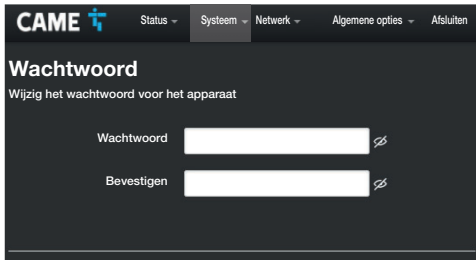 CAME Status Systeem Netwerk Algemene opties Afsluiten
Wachtwoord
Wijzig het wachtwoord voor het apparaat
Wachtwoord
Bevestigen